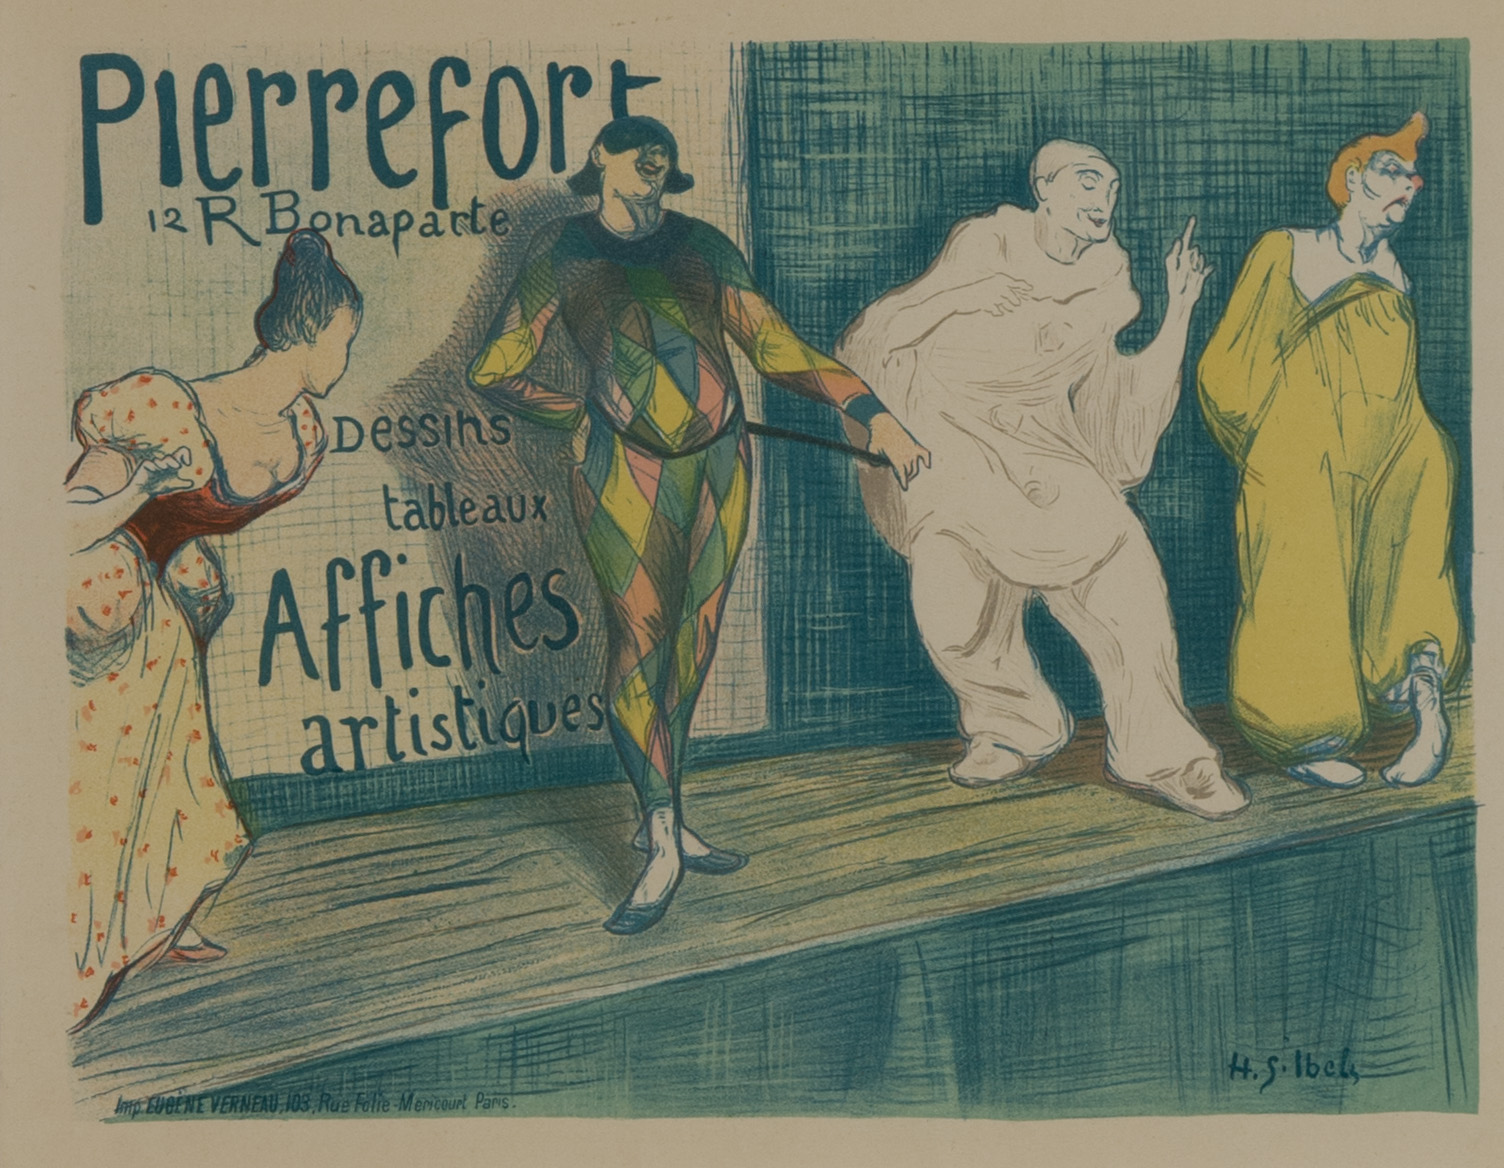 Pierrefort
12 R Bonaparte
Dessins
tableaux
Affiches
artistiques
H. G. Ibels
Imp. EUGÈNE VERNEAU, 103, Rue Folie-Mericourt Paris.